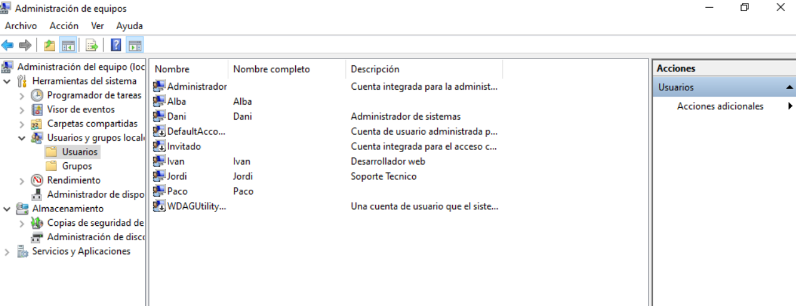 Administración de equipos
Archivo Acción Ver Ayuda
Administración del equipo (loc
Herramientas del sistema
Programador de tareas
Visor de eventos
Carpetas compartidas
Usuarios y grupos locale
Usuarios
Grupos
Rendimiento
Administrador de dispo
Almacenamiento
Copias de seguridad de
Administración de disco
Servicios y Aplicaciones
Nombre Nombre completo Descripción
Administrador Cuenta integrada para la administ...
Alba Alba
Dani Dani Administrador de sistemas
DefaultAcco... Cuenta de usuario administrada p...
Invitado Cuenta integrada para el acceso c...
Ivan Ivan Desarrollador web
Jordi Jordi Soporte Tecnico
Paco Paco
WDAGUtility... Una cuenta de usuario que el siste...
Acciones
Usuarios
Acciones adicionales